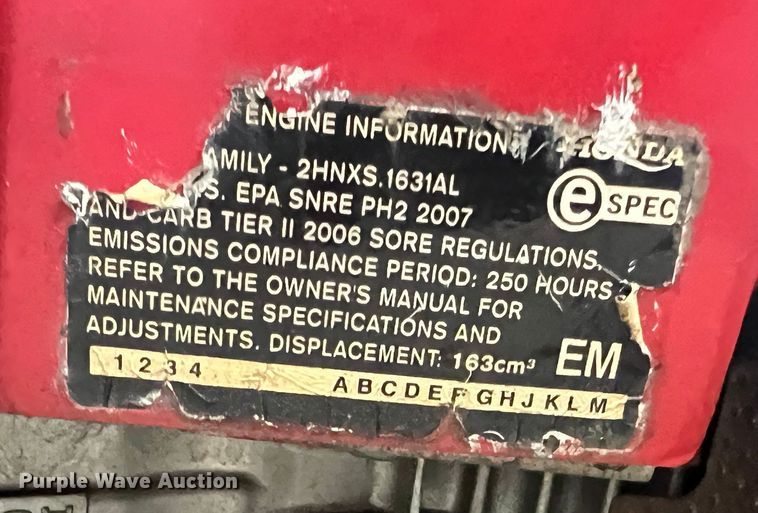 ENGINE INFORMATION HONDA
AMILY - 2HNXS.1631AL
S. EPA SNRE PH2 2007
e SPEC
AND CARB TIER II 2006 SORE REGULATIONS.
EMISSIONS COMPLIANCE PERIOD: 250 HOURS
REFER TO THE OWNER'S MANUAL FOR
MAINTENANCE SPECIFICATIONS AND
ADJUSTMENTS. DISPLACEMENT: 163cm³ EM
1 2 3 4 A B C D E F G H J K L M
Purple Wave Auction